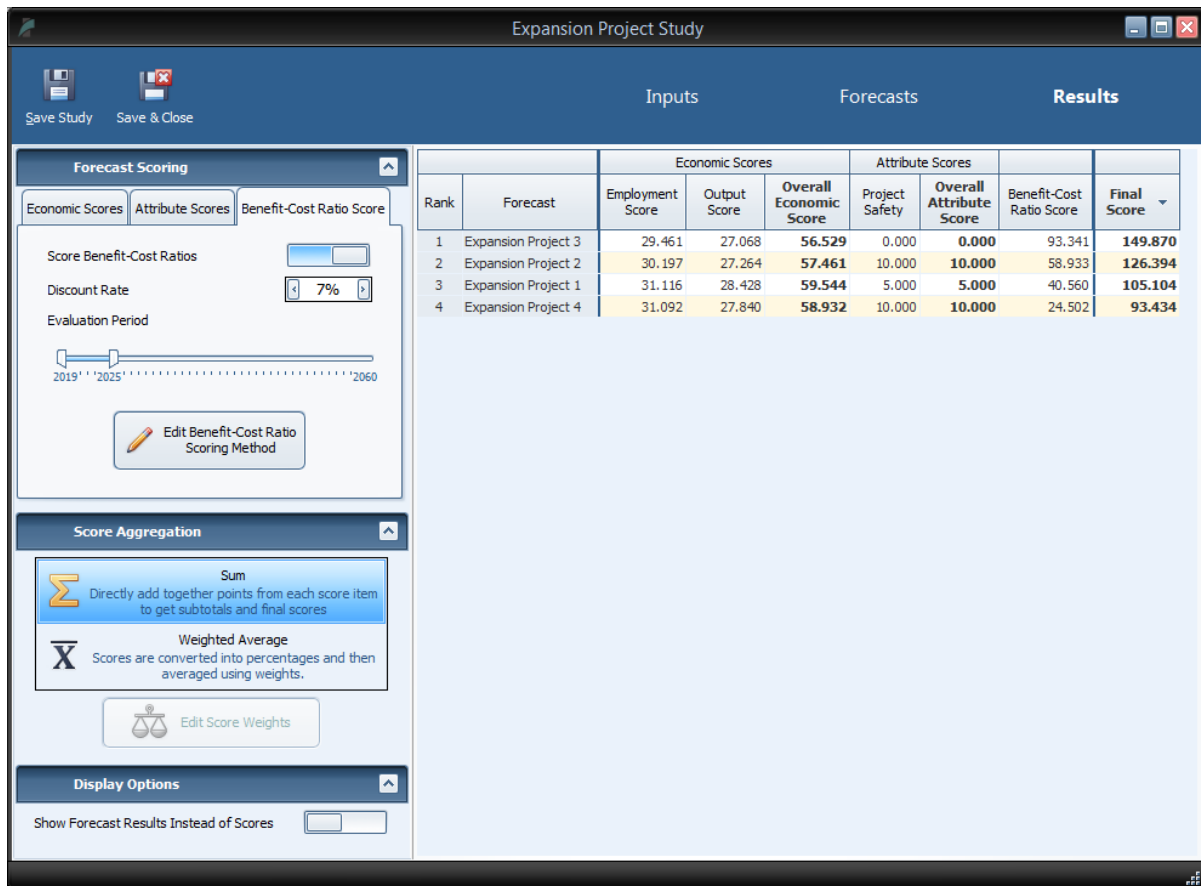 Expansion Project Study
Save Study
Save & Close
Inputs
Forecasts
Results
Forecast Scoring
Economic Scores
Attribute Scores
Benefit-Cost Ratio Score
Score Benefit-Cost Ratios
Discount Rate
7%
Evaluation Period
2019
2025
2060
Edit Benefit-Cost Ratio
Scoring Method
Score Aggregation
Sum
Directly add together points from each score item
to get subtotals and final scores
Weighted Average
Scores are converted into percentages and then
averaged using weights.
Edit Score Weights
Display Options
Show Forecast Results Instead of Scores
Economic Scores Attribute Scores
Rank Forecast Employment Score Output Score Overall Economic Score Project Safety Overall Attribute Score Benefit-Cost Ratio Score Final Score
1 Expansion Project 3 29.461 27.068 56.529 0.000 0.000 93.341 149.870
2 Expansion Project 2 30.197 27.264 57.461 10.000 10.000 58.933 126.394
3 Expansion Project 1 31.116 28.428 59.544 5.000 5.000 40.560 105.104
4 Expansion Project 4 31.092 27.840 58.932 10.000 10.000 24.502 93.434